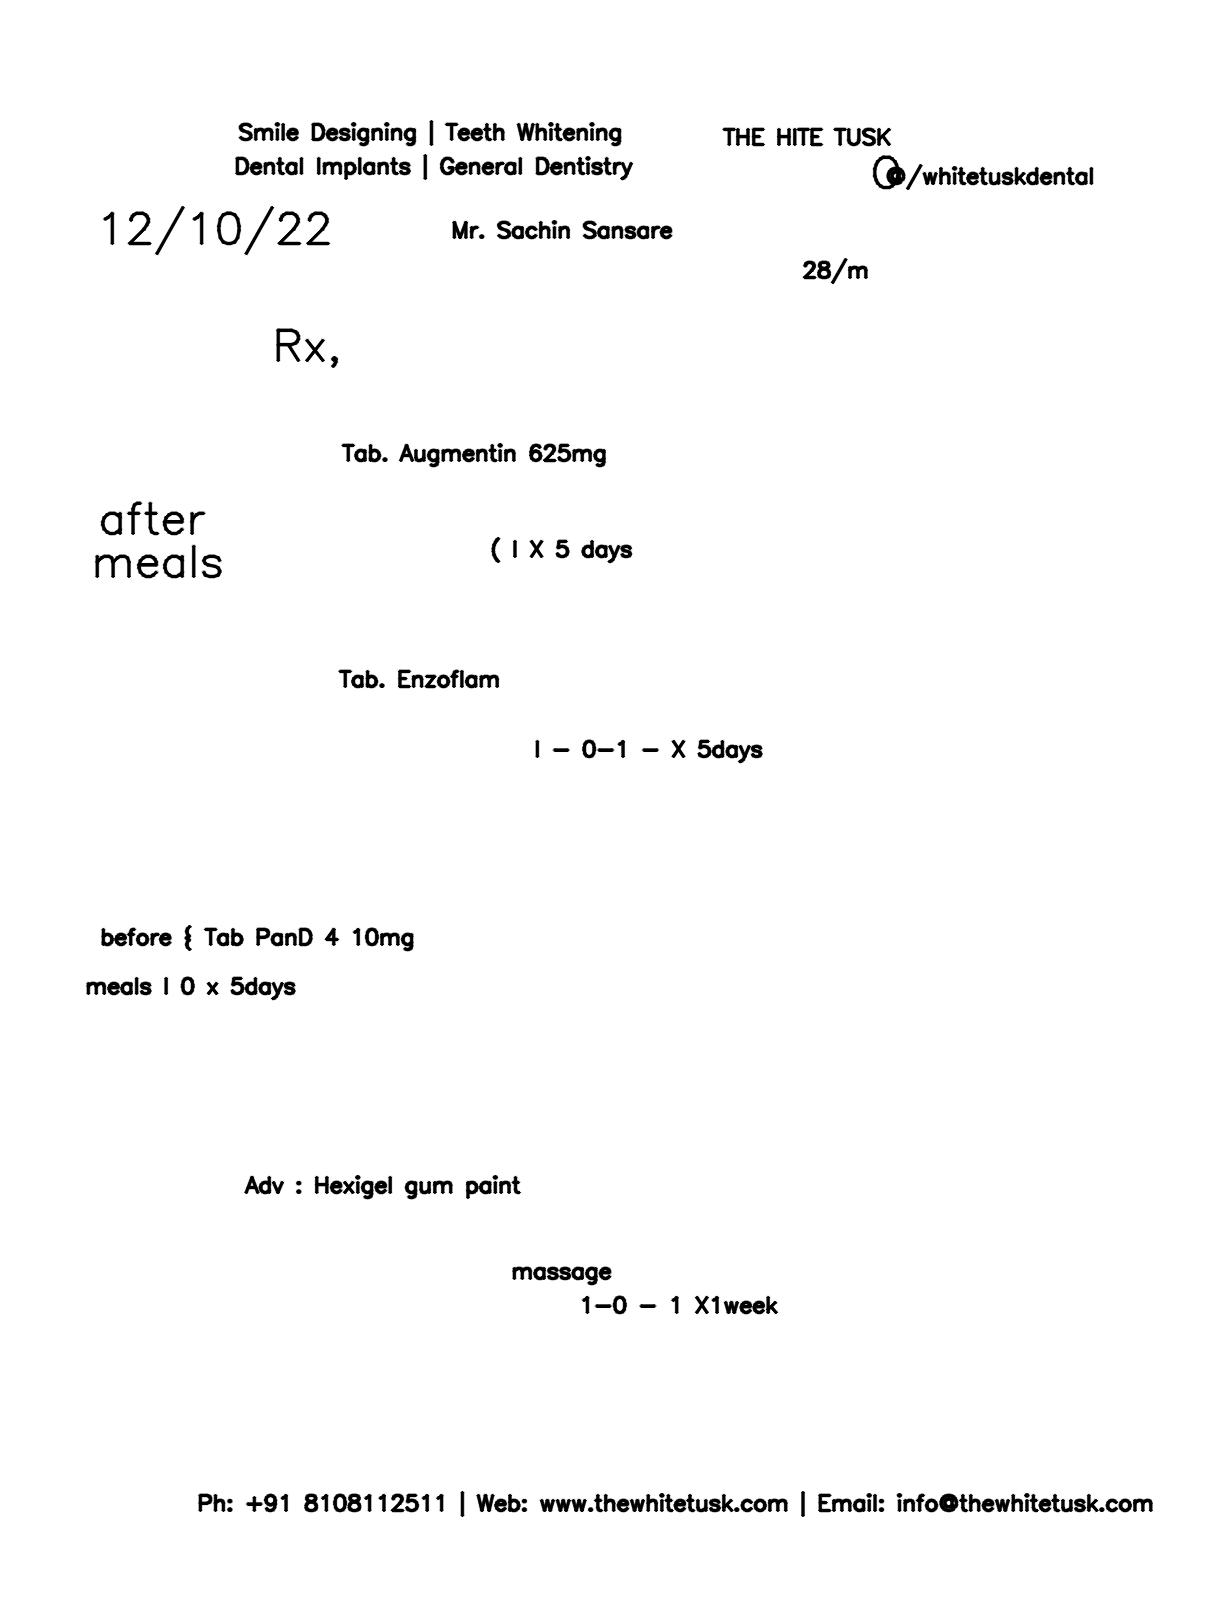 Smile Designing | Teeth Whitening
THE HITE TUSK
Dental Implants | General Dentistry
@/whitetuskdental
12/10/22
Mr. Sachin Sansare
28/m
Rx,
Tab. Augmentin 625mg
after
meals
( I X 5 days
Tab. Enzoflam
I - 0-1 - X 5days
before { Tab PanD 4 10mg
meals I 0 x 5days
Adv : Hexigel gum paint
massage
1-0 - 1 X1week
Ph: +91 8108112511 | Web: www.thewhitetusk.com | Email: info@thewhitetusk.com